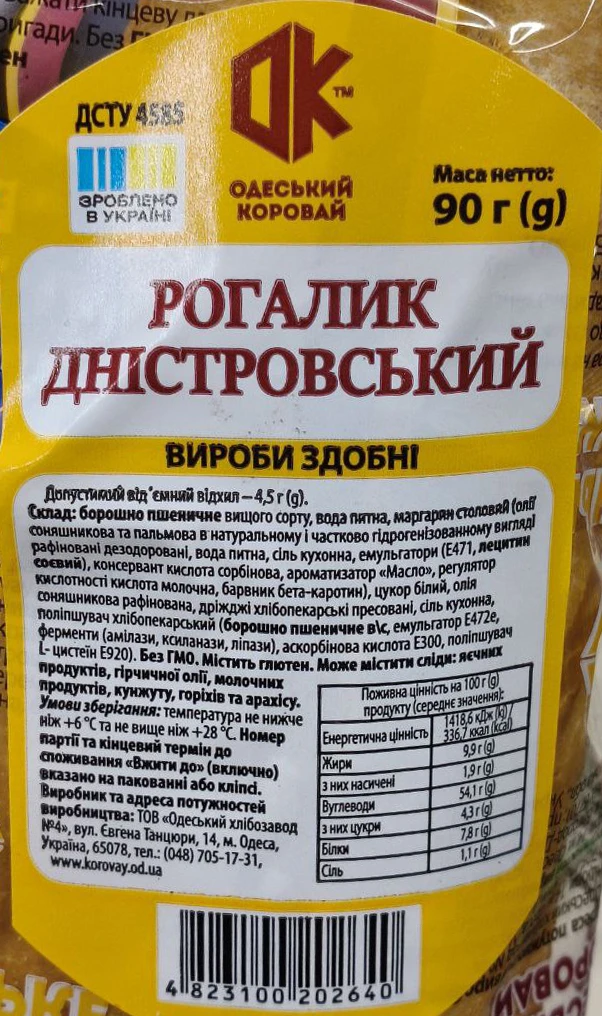 кінцеву
ригади. Без
ен
ДСТУ 4585
ЗРОБЛЕНО
В УКРАЇНІ
ОК™
ОДЕСЬКИЙ
КОРОВАЙ
Маса нетто:
90 г (g)
РОГАЛИК
ДНІСТРОВСЬКИЙ
ВИРОБИ ЗДОБНІ
Допустимий від'ємний відхил – 4,5 г (g).
Склад: борошно пшеничне вищого сорту, вода питна, маргарян столовяй (олії
соняшникова та пальмова в натуральному і частково гідрогенізованному вигляді
рафіновані дезодоровані, вода питна, сіль кухонна, емульгатори (Е471, лецитин
соєвий), консервант кислота сорбінова, ароматизатор «Масло», регулятор
кислотності кислота молочна, барвник бета-каротин), цукор білий, олія
соняшникова рафінована, дріжджі хлібопекарські пресовані, сіль кухонна,
поліпшувач хлібопекарський (борошно пшеничне в\с, емульгатор Е472е,
ферменти (амілази, ксиланази, ліпази), аскорбінова кислота Е300, поліпшувач
L- цистеїн Е920). Без ГМО. Містить глютен. Може містити сліди: яєчних
продуктів, гірчичної олії, молочних
продуктів, кунжуту, горіхів та арахісу.
Умови зберігання: температура не нижче
ніж +6 °С та не вище ніж +28 °С. Номер
партії та кінцевий термін до
споживання «Вжити до» (включно)
вказано на пакованні або кліпсі.
Виробник та адреса потужностей
виробництва: ТОВ «Одеський хлібозавод
№4», вул. Євгена Танцюри, 14, м. Одеса,
Україна, 65078, тел.: (048) 705-17-31,
www.korovay.od.ua
Поживна цінність на 100 г (g)
продукту (середнє значення):
Енергетична цінність 1418,6 кДж (kJ) /
336,7 ккал (kcal)
Жири 9,9 г (g)
з них насичені 1,9 г (g)
Вуглеводи 54,1 г (g)
з них цукри 4,3 г (g)
Білки 7,8 г (g)
Сіль 1,1 г (g)
4 823100 202640